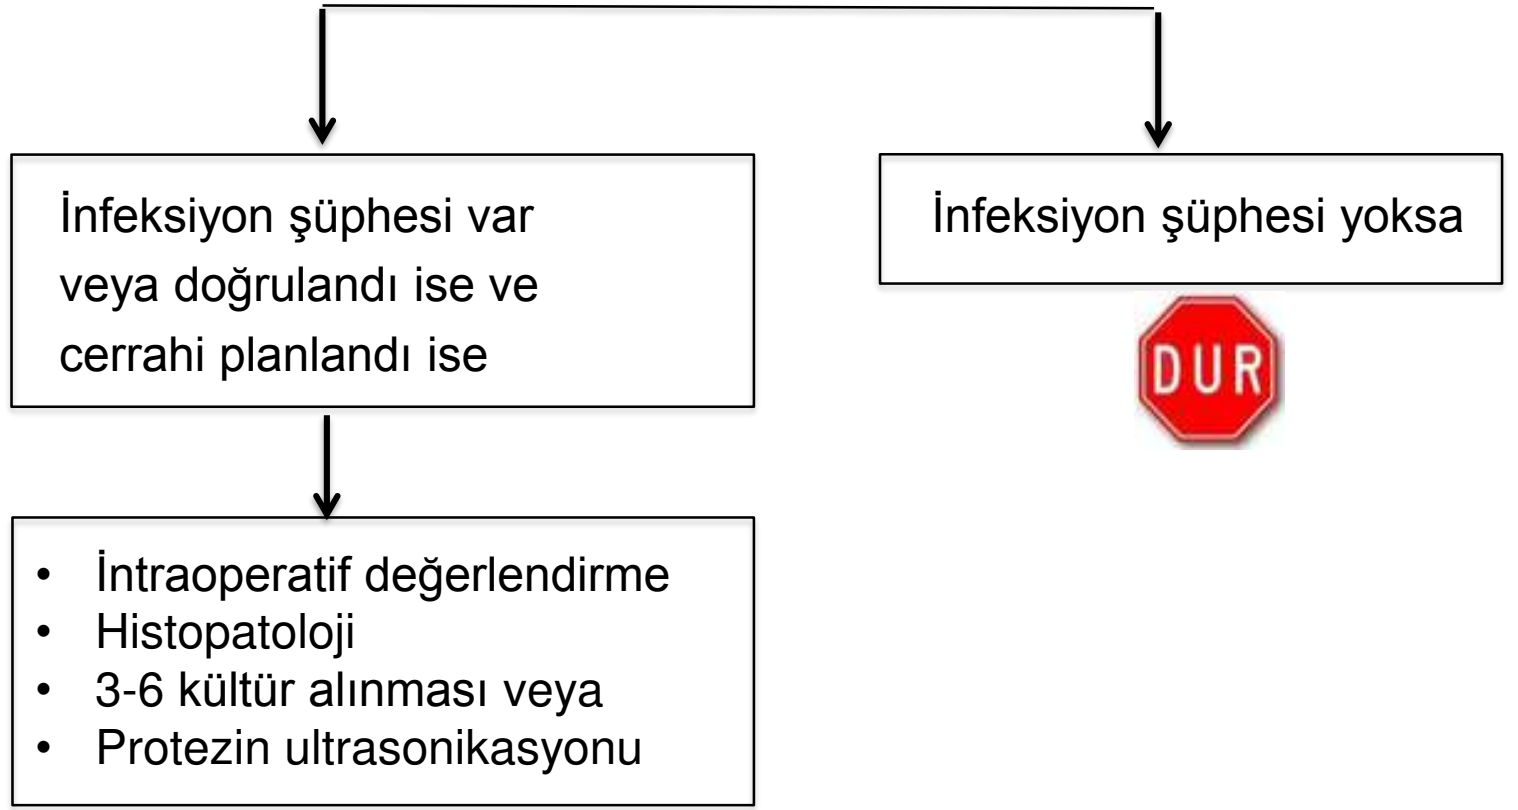 İnfeksiyon şüphesi var
veya doğrulandı ise ve
cerrahi planlandı ise
İnfeksiyon şüphesi yoksa
DUR
• İntraoperatif değerlendirme
• Histopatoloji
• 3-6 kültür alınması veya
• Protezin ultrasonikasyonu